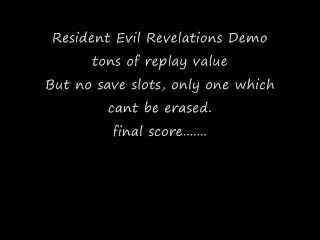 Resident Evil Revelations Demo
tons of replay value
But no save slots, only one which
cant be erased.
final score.......